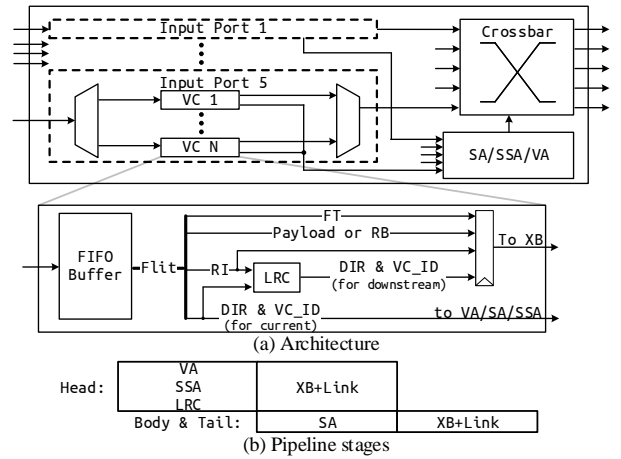 Input Port 1
Crossbar
Input Port 5
VC 1
VC N
SA/SSA/VA
FT
Payload or RB
To XB
FIFO
Buffer
Flit
RI
LRC
DIR & VC_ID
(for downstream)
DIR & VC_ID
(for current)
to VA/SA/SSA
(a) Architecture
Head:
VA
SSA
LRC
XB+Link
Body & Tail:
SA
XB+Link
(b) Pipeline stages